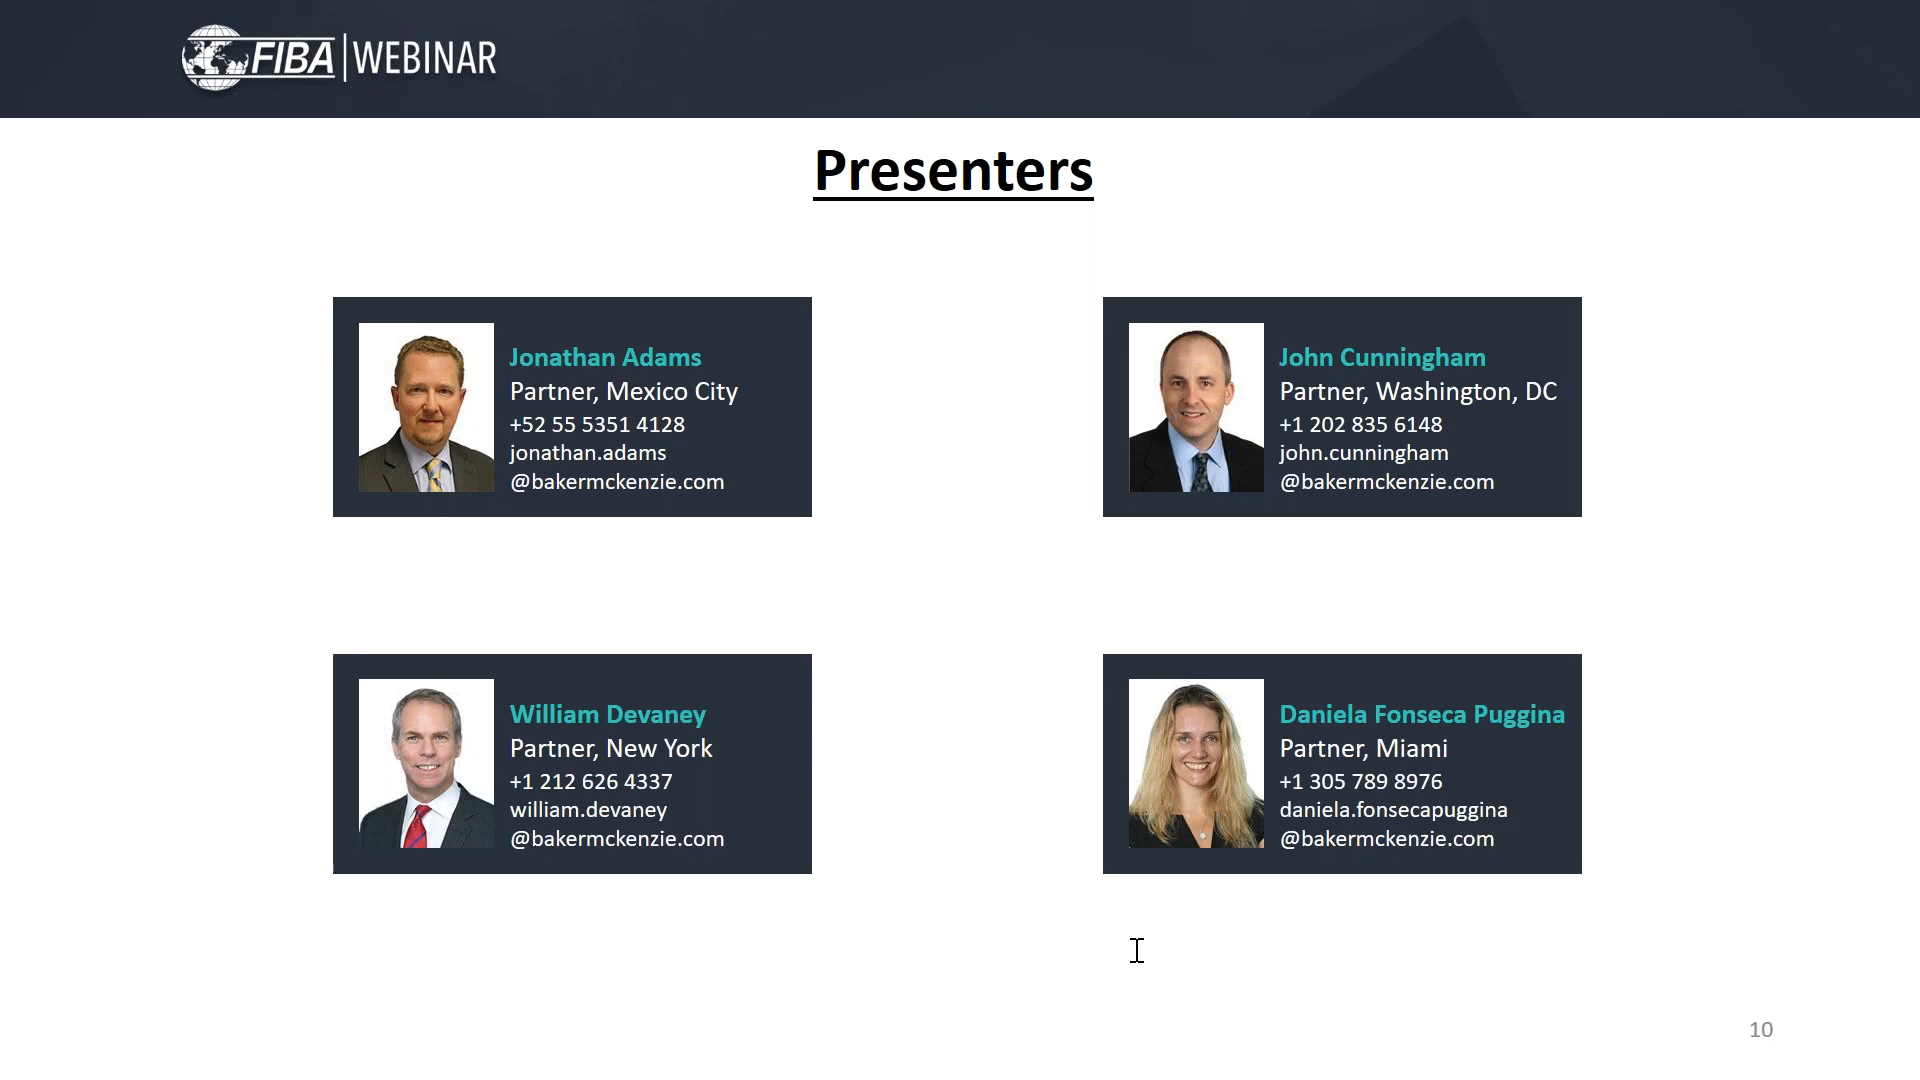 FIBA | WEBINAR
Presenters
Jonathan Adams
Partner, Mexico City
+52 55 5351 4128
jonathan.adams
@bakermckenzie.com
John Cunningham
Partner, Washington, DC
+1 202 835 6148
john.cunningham
@bakermckenzie.com
William Devaney
Partner, New York
+1 212 626 4337
william.devaney
@bakermckenzie.com
Daniela Fonseca Puggina
Partner, Miami
+1 305 789 8976
daniela.fonsecapuggina
@bakermckenzie.com
10